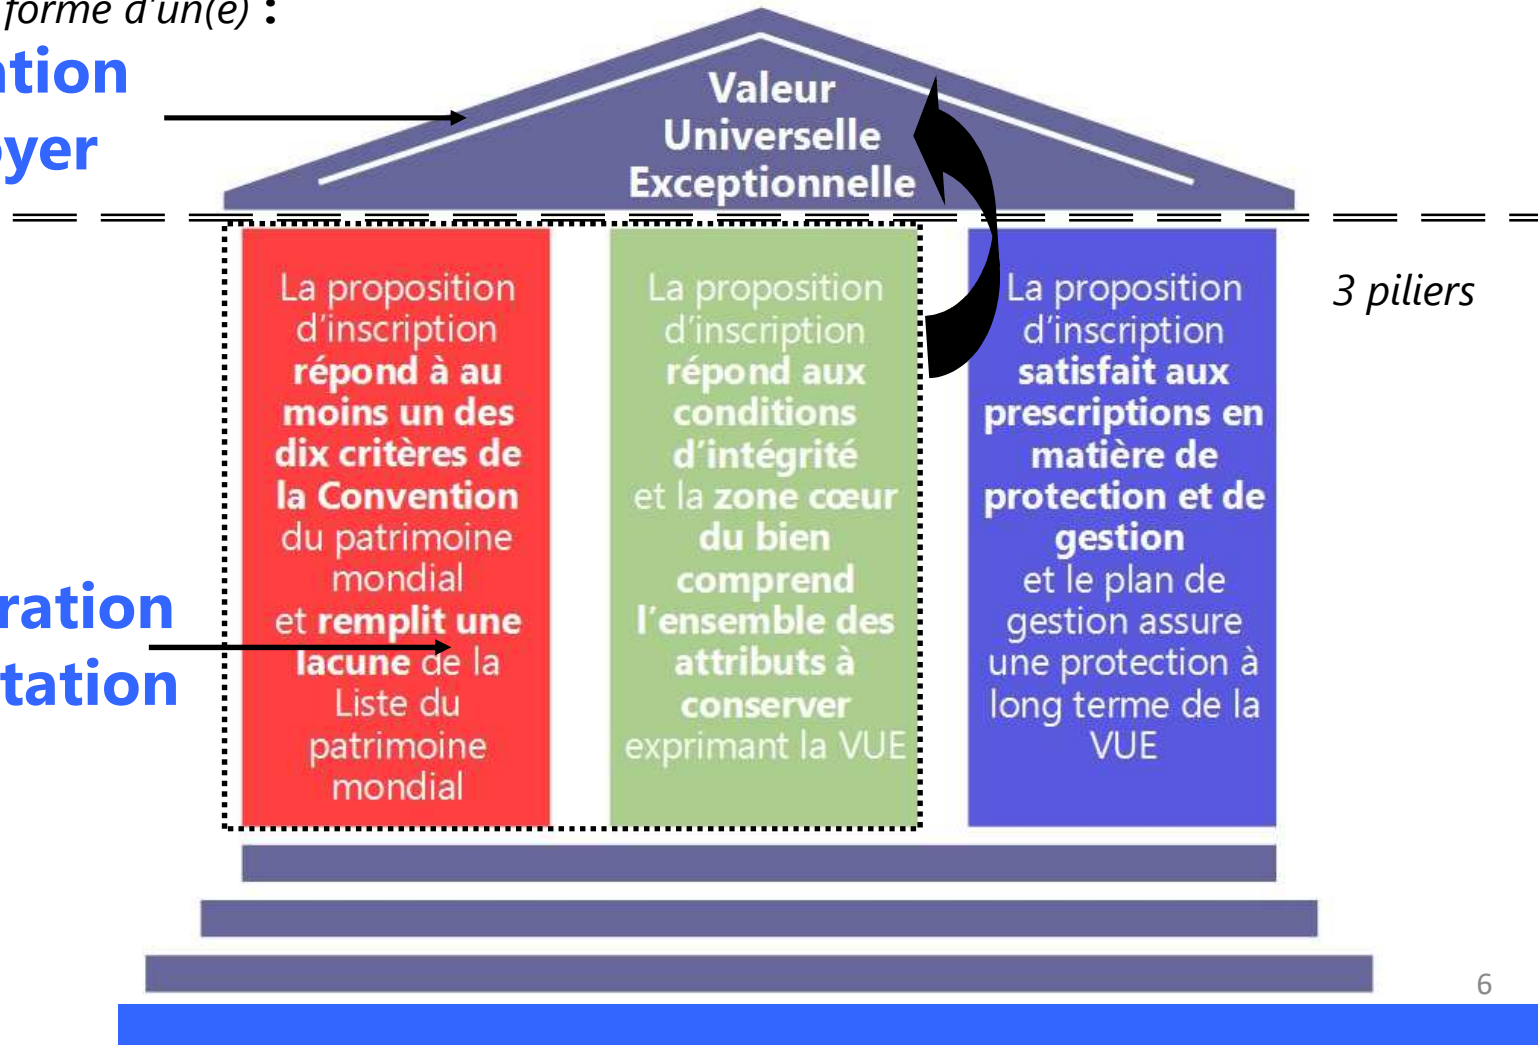 forme d'un(e) :
ation
oyer
Valeur
Universelle
Exceptionnelle
La proposition
d’inscription
répond à au
moins un des
dix critères de
la Convention
du patrimoine
mondial
et remplit une
lacune de la
Liste du
patrimoine
mondial
La proposition
d’inscription
répond aux
conditions
d’intégrité
et la zone cœur
du bien
comprend
l’ensemble des
attributs à
conserver
exprimant la VUE
La proposition
d’inscription
satisfait aux
prescriptions en
matière de
protection et de
gestion
et le plan de
gestion assure
une protection à
long terme de la
VUE
3 piliers
ration
tation
6